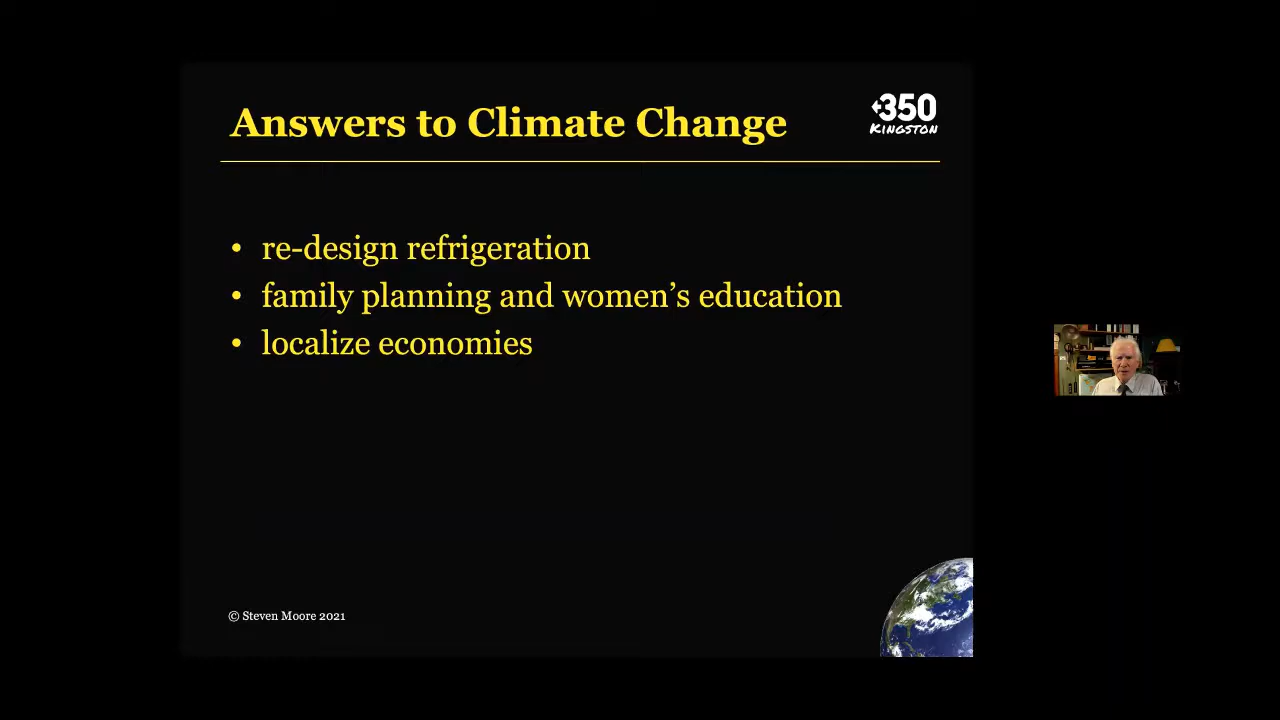 Answers to Climate Change
350
KINGSTON
• re-design refrigeration
• family planning and women’s education
• localize economies
© Steven Moore 2021